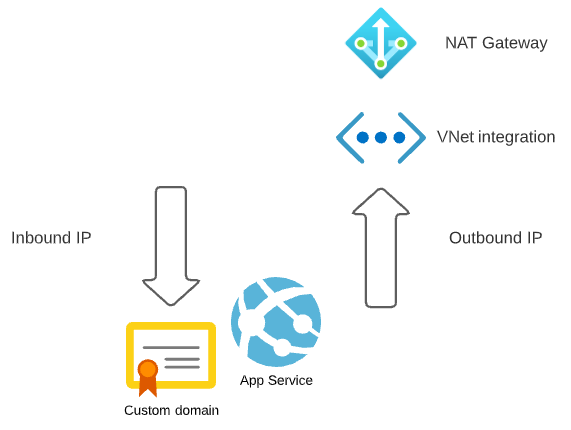 NAT Gateway
VNet integration
Inbound IP
Outbound IP
App Service
Custom domain